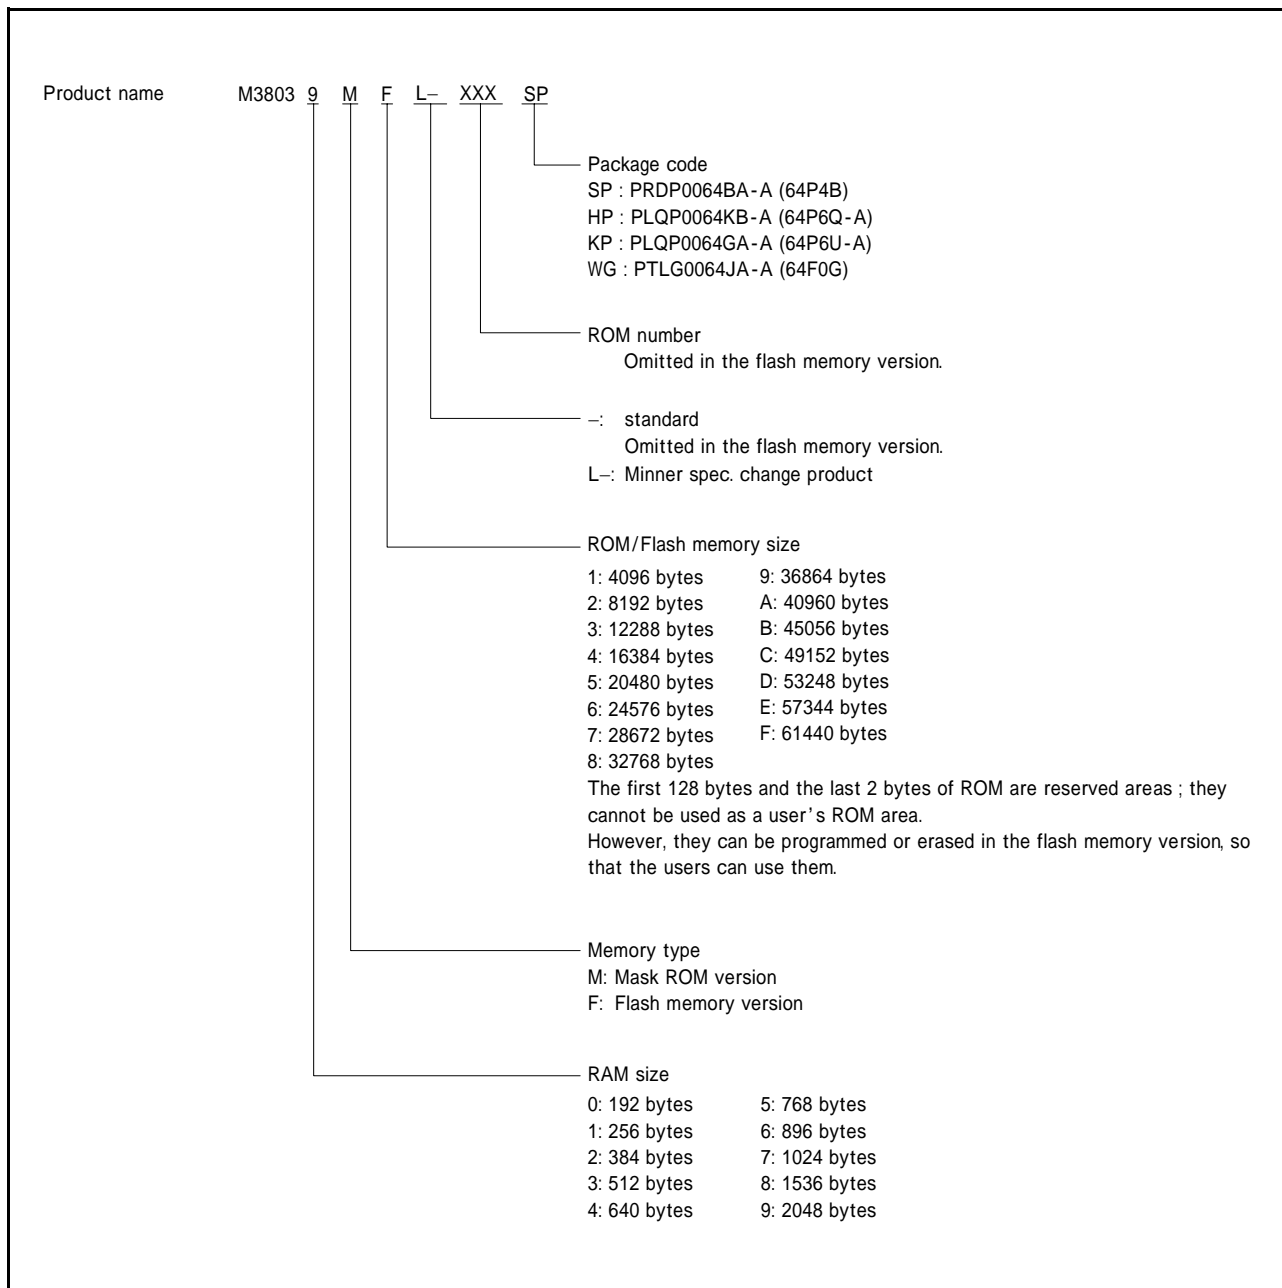 Product name M3803 9 M F L– XXX SP
Package code
SP : PRDP0064BA-A (64P4B)
HP : PLQP0064KB-A (64P6Q-A)
KP : PLQP0064GA-A (64P6U-A)
WG : PTLG0064JA-A (64F0G)
ROM number
Omitted in the flash memory version.
–: standard
Omitted in the flash memory version.
L–: Minner spec. change product
ROM/Flash memory size
1: 4096 bytes 9: 36864 bytes
2: 8192 bytes A: 40960 bytes
3: 12288 bytes B: 45056 bytes
4: 16384 bytes C: 49152 bytes
5: 20480 bytes D: 53248 bytes
6: 24576 bytes E: 57344 bytes
7: 28672 bytes F: 61440 bytes
8: 32768 bytes
The first 128 bytes and the last 2 bytes of ROM are reserved areas ; they
cannot be used as a user's ROM area.
However, they can be programmed or erased in the flash memory version, so
that the users can use them.
Memory type
M: Mask ROM version
F: Flash memory version
RAM size
0: 192 bytes 5: 768 bytes
1: 256 bytes 6: 896 bytes
2: 384 bytes 7: 1024 bytes
3: 512 bytes 8: 1536 bytes
4: 640 bytes 9: 2048 bytes